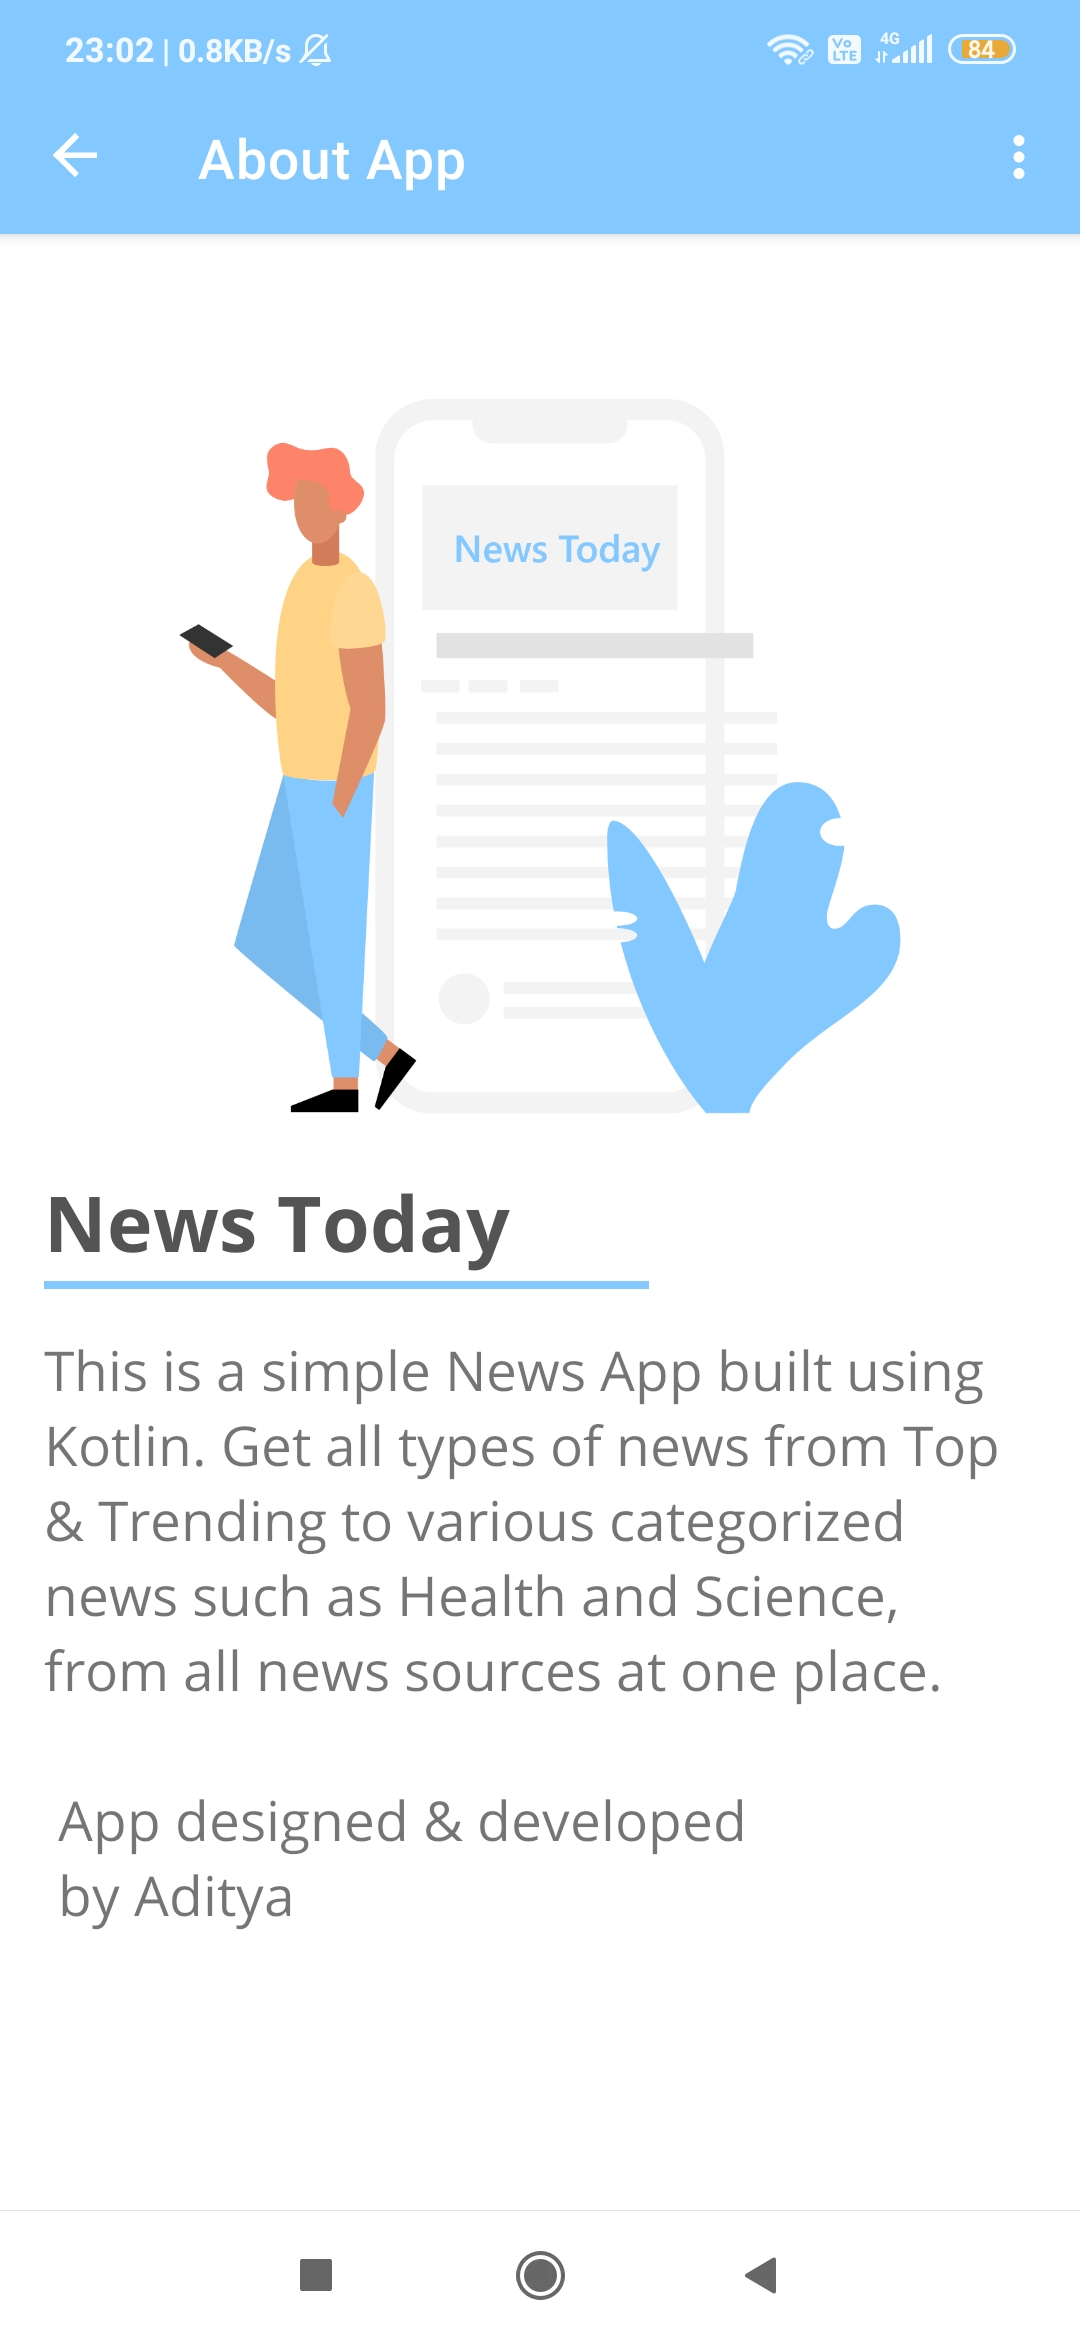 23:02 | 0.8KB/s
Vo
LTE
4G
84
About App
News Today
News Today
This is a simple News App built using
Kotlin. Get all types of news from Top
& Trending to various categorized
news such as Health and Science,
from all news sources at one place.
App designed & developed
by Aditya